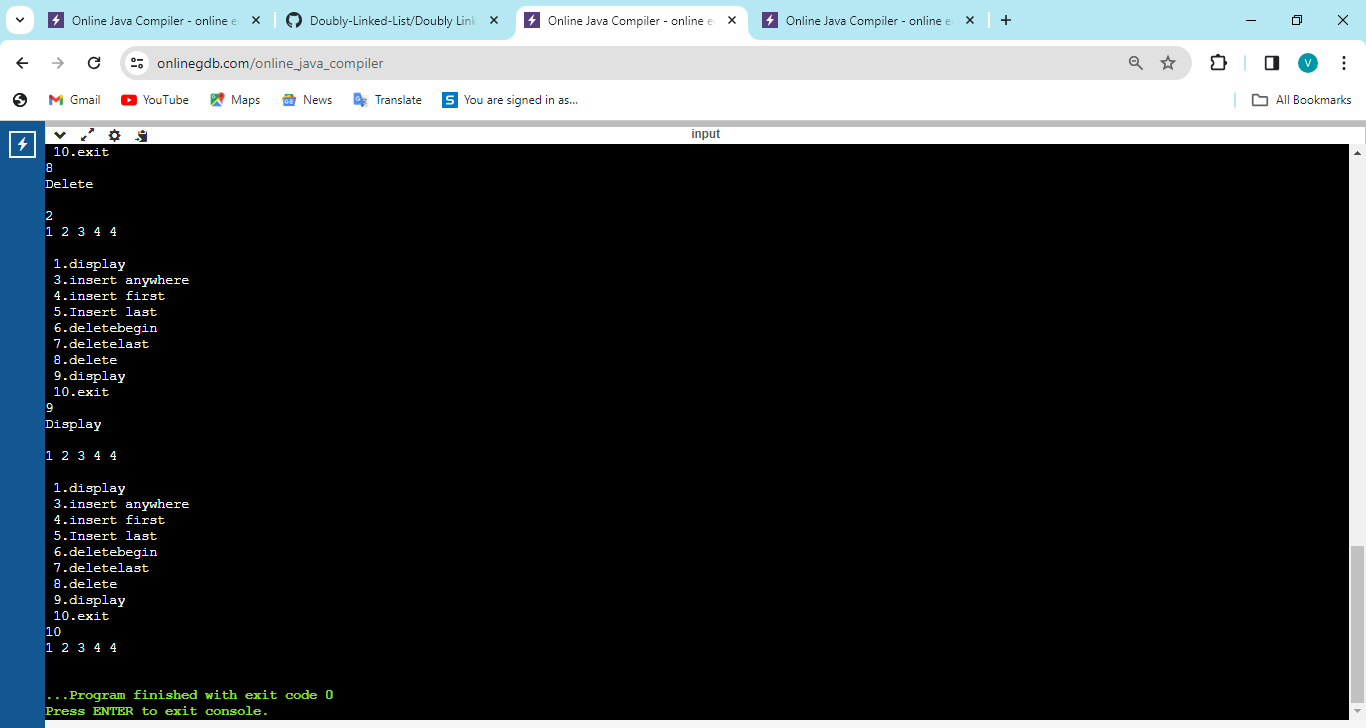 Online Java Compiler - online e
Doubly-Linked-List/Doubly Link
Online Java Compiler - online e
Online Java Compiler - online e
onlinegdb.com/online_java_compiler
V
Gmail
YouTube
Maps
News
Translate
S
You are signed in as...
All Bookmarks
input
10.exit
8
Delete
2
1 2 3 4 4
1.display
3.insert anywhere
4.insert first
5.Insert last
6.deletebegin
7.deletelast
8.delete
9.display
10.exit
9
Display
1 2 3 4 4
1.display
3.insert anywhere
4.insert first
5.Insert last
6.deletebegin
7.deletelast
8.delete
9.display
10.exit
10
1 2 3 4 4
...Program finished with exit code 0
Press ENTER to exit console.